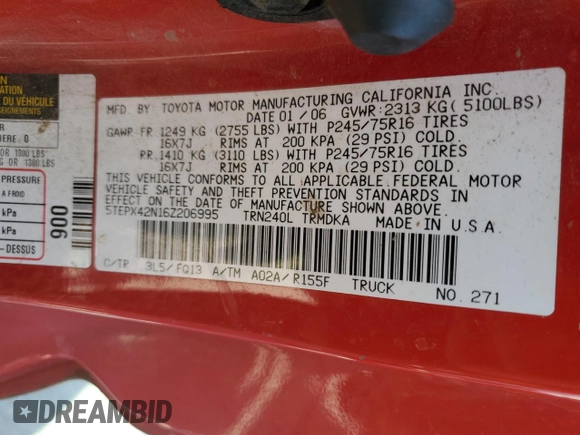 MFD. BY: TOYOTA MOTOR MANUFACTURING CALIFORNIA INC.
DATE 01/06 GVWR:2313 KG( 5100LBS)
GAWR:FR 1249 KG (2755 LBS) WITH P245/75R16 TIRES
16X7J RIMS AT 200 KPA (29 PSI) COLD.
RR 1410 KG (3110 LBS) WITH P245/75R16 TIRES
16X7J RIMS AT 200 KPA (29 PSI) COLD.
THIS VEHICLE CONFORMS TO ALL APPLICABLE FEDERAL MOTOR
VEHICLE SAFETY AND THEFT PREVENTION STANDARDS IN
EFFECT ON THE DATE OF MANUFACTURE SHOWN ABOVE.
5TEPX42N16Z206995 TRN240L TRMDKA MADE IN U.S.A.
C/TR 3L5/FQ13 A/TM A02A/R155F TRUCK NO. 271
DU VÉHICULE
PRESSURE
A FROID
kPa
kPa
- DESSUS
900
DREAMBID